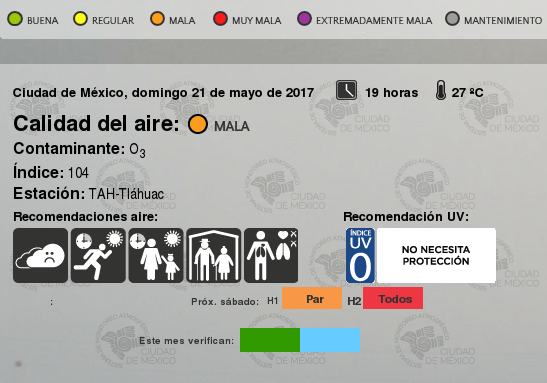 BUENA REGULAR MALA MUY MALA EXTREMADAMENTE MALA MANTENIMIENTO
Ciudad de México, domingo 21 de mayo de 2017 19 horas 27 ºC
Calidad del aire: MALA
Contaminante: O3
Índice: 104
Estación: TAH-Tláhuac
Recomendaciones aire: Recomendación UV:
ÍNDICE
UV
0
NO NECESITA
PROTECCIÓN
: Próx. sábado: H1 Par H2 Todos
Este mes verifican:
CIUDAD
DE MÉXICO